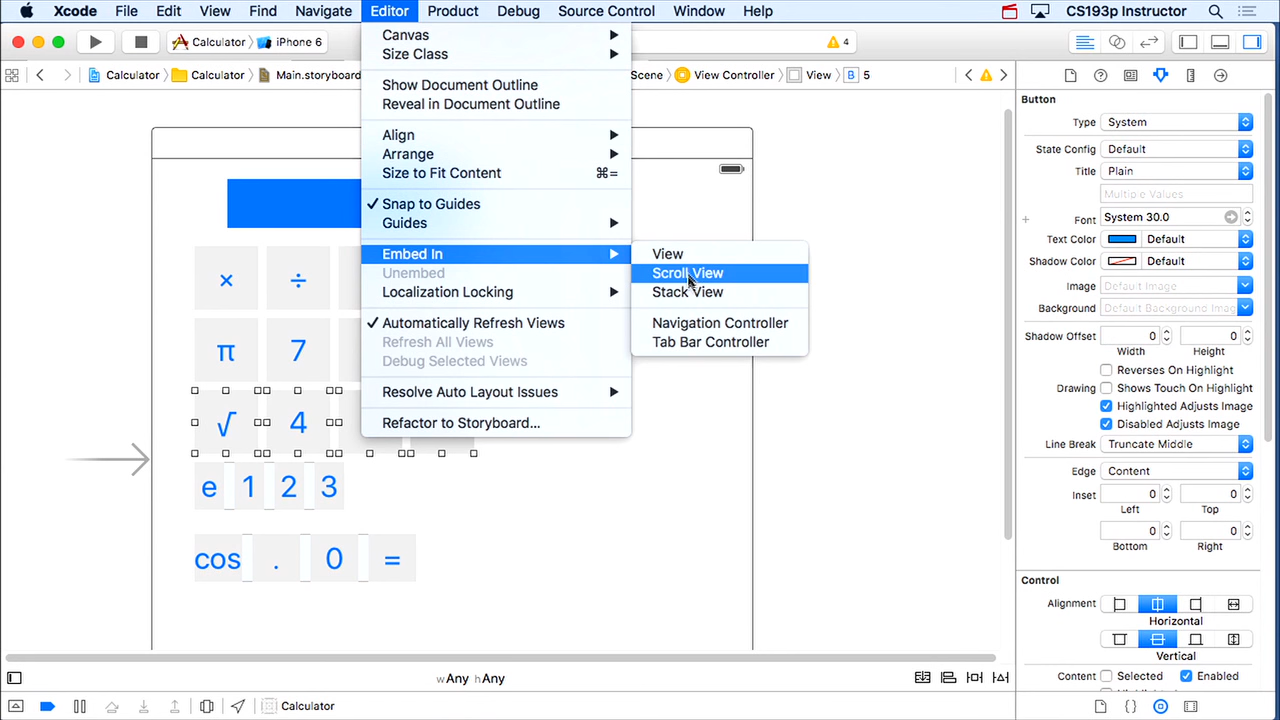 Xcode File Edit View Find Navigate Editor Product Debug Source Control Window Help CS193p Instructor
Calculator iPhone 6 4
Calculator Calculator Main.storyboard Scene View Controller View B 5
Canvas
Size Class
Show Document Outline
Reveal in Document Outline
Align
Arrange
Size to Fit Content ⌘=
✓ Snap to Guides
Guides
Embed In
Unembed
Localization Locking
✓ Automatically Refresh Views
Refresh All Views
Debug Selected Views
Resolve Auto Layout Issues
Refactor to Storyboard...
View
Scroll View
Stack View
Navigation Controller
Tab Bar Controller
× ÷
π 7
√ 4
e 1 2 3
cos . 0 =
wAny hAny
Calculator
Button
Type System
State Config Default
Title Plain
Multiple Values
Font System 30.0
Text Color Default
Shadow Color Default
Image Default Image
Background Default Background Imag
Shadow Offset 0 0
Width Height
Reverses On Highlight
Drawing Shows Touch On Highlight
Highlighted Adjusts Image
Disabled Adjusts Image
Line Break Truncate Middle
Edge Content
Inset 0 0
Left Top
0 0
Bottom Right
Control
Alignment
Horizontal
Vertical
Content Selected Enabled